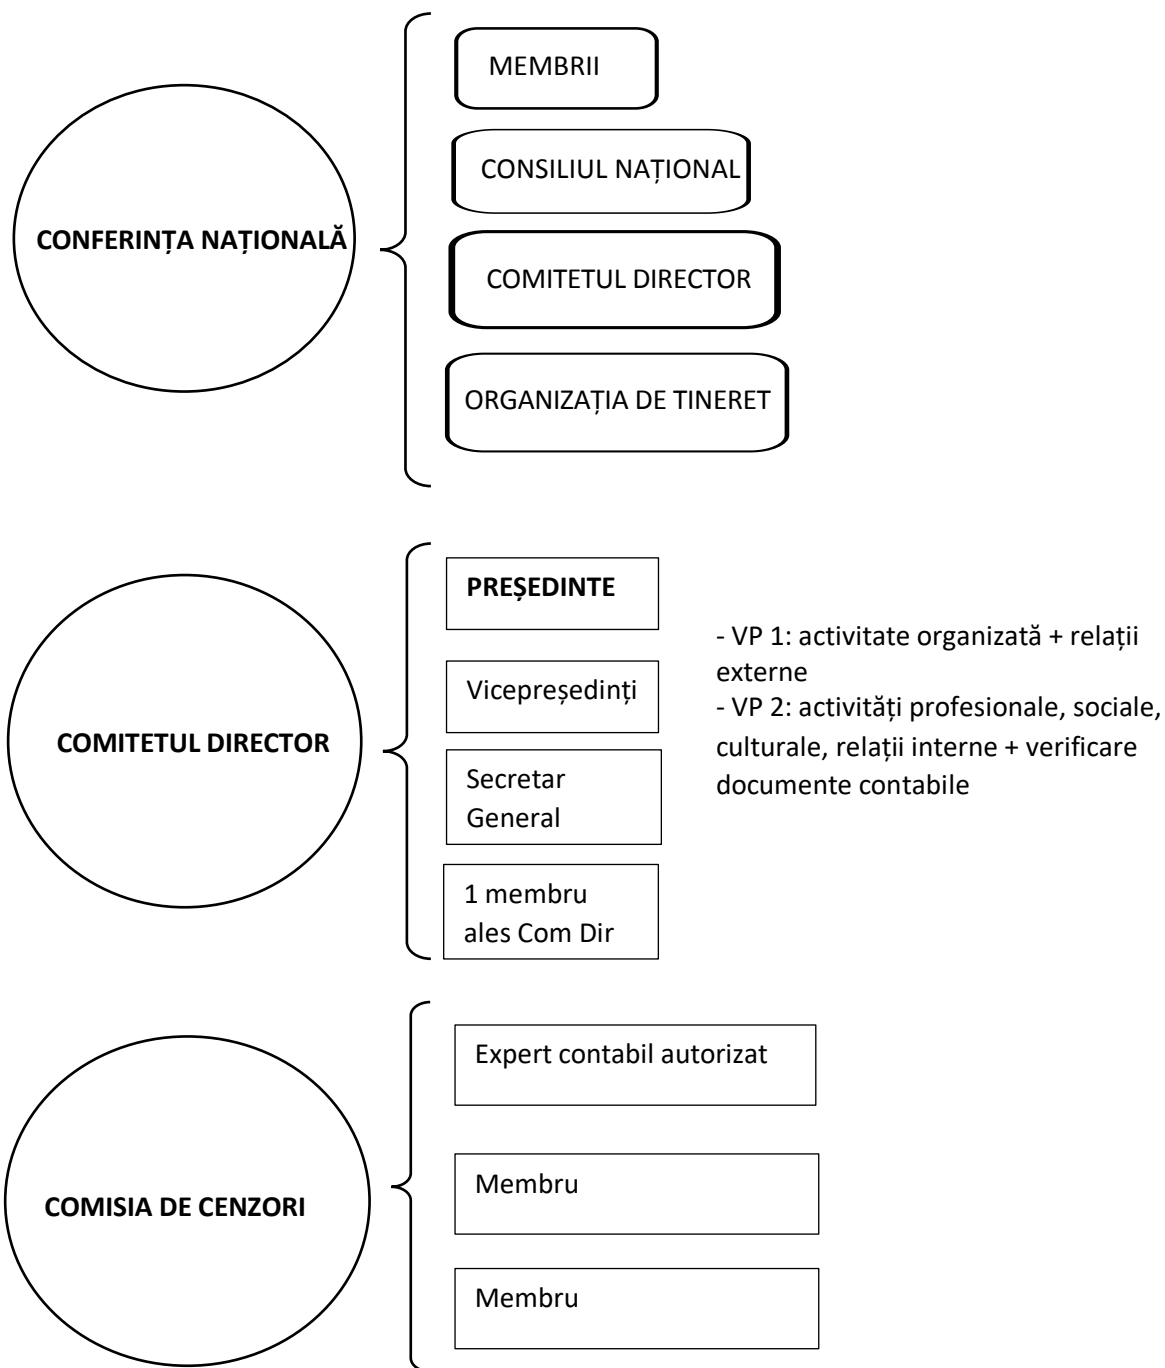 CONFERINȚA NAȚIONALĂ
MEMBRII
CONSILIUL NAȚIONAL
COMITETUL DIRECTOR
ORGANIZAȚIA DE TINERET
COMITETUL DIRECTOR
PREȘEDINTE
Vicepreședinți
Secretar
General
1 membru
ales Com Dir
- VP 1: activitate organizată + relații
externe
- VP 2: activități profesionale, sociale,
culturale, relații interne + verificare
documente contabile
COMISIA DE CENZORI
Expert contabil autorizat
Membru
Membru